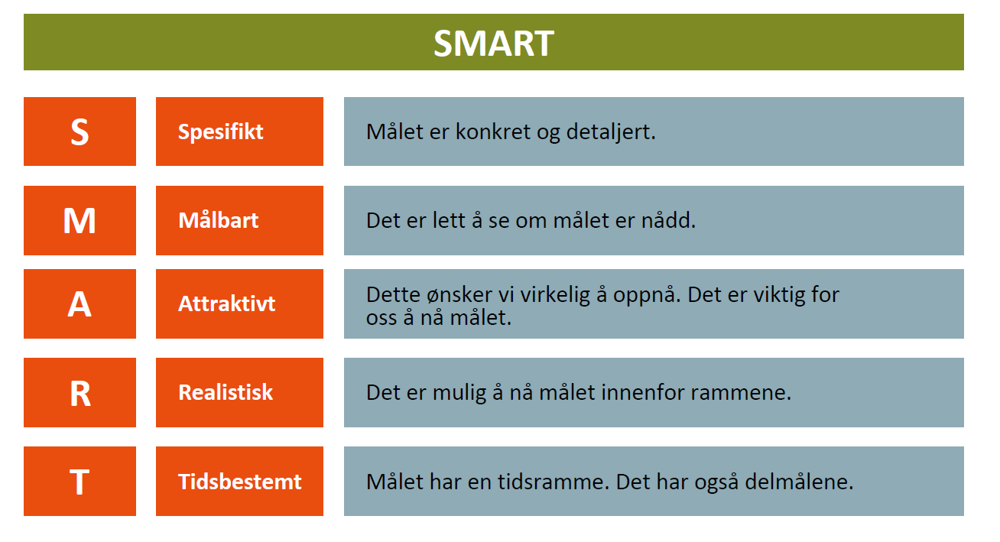 SMART
S
Spesifikt
Målet er konkret og detaljert.
M
Målbart
Det er lett å se om målet er nådd.
A
Attraktivt
Dette ønsker vi virkelig å oppnå. Det er viktig for
oss å nå målet.
R
Realistisk
Det er mulig å nå målet innenfor rammene.
T
Tidsbestemt
Målet har en tidsramme. Det har også delmålene.